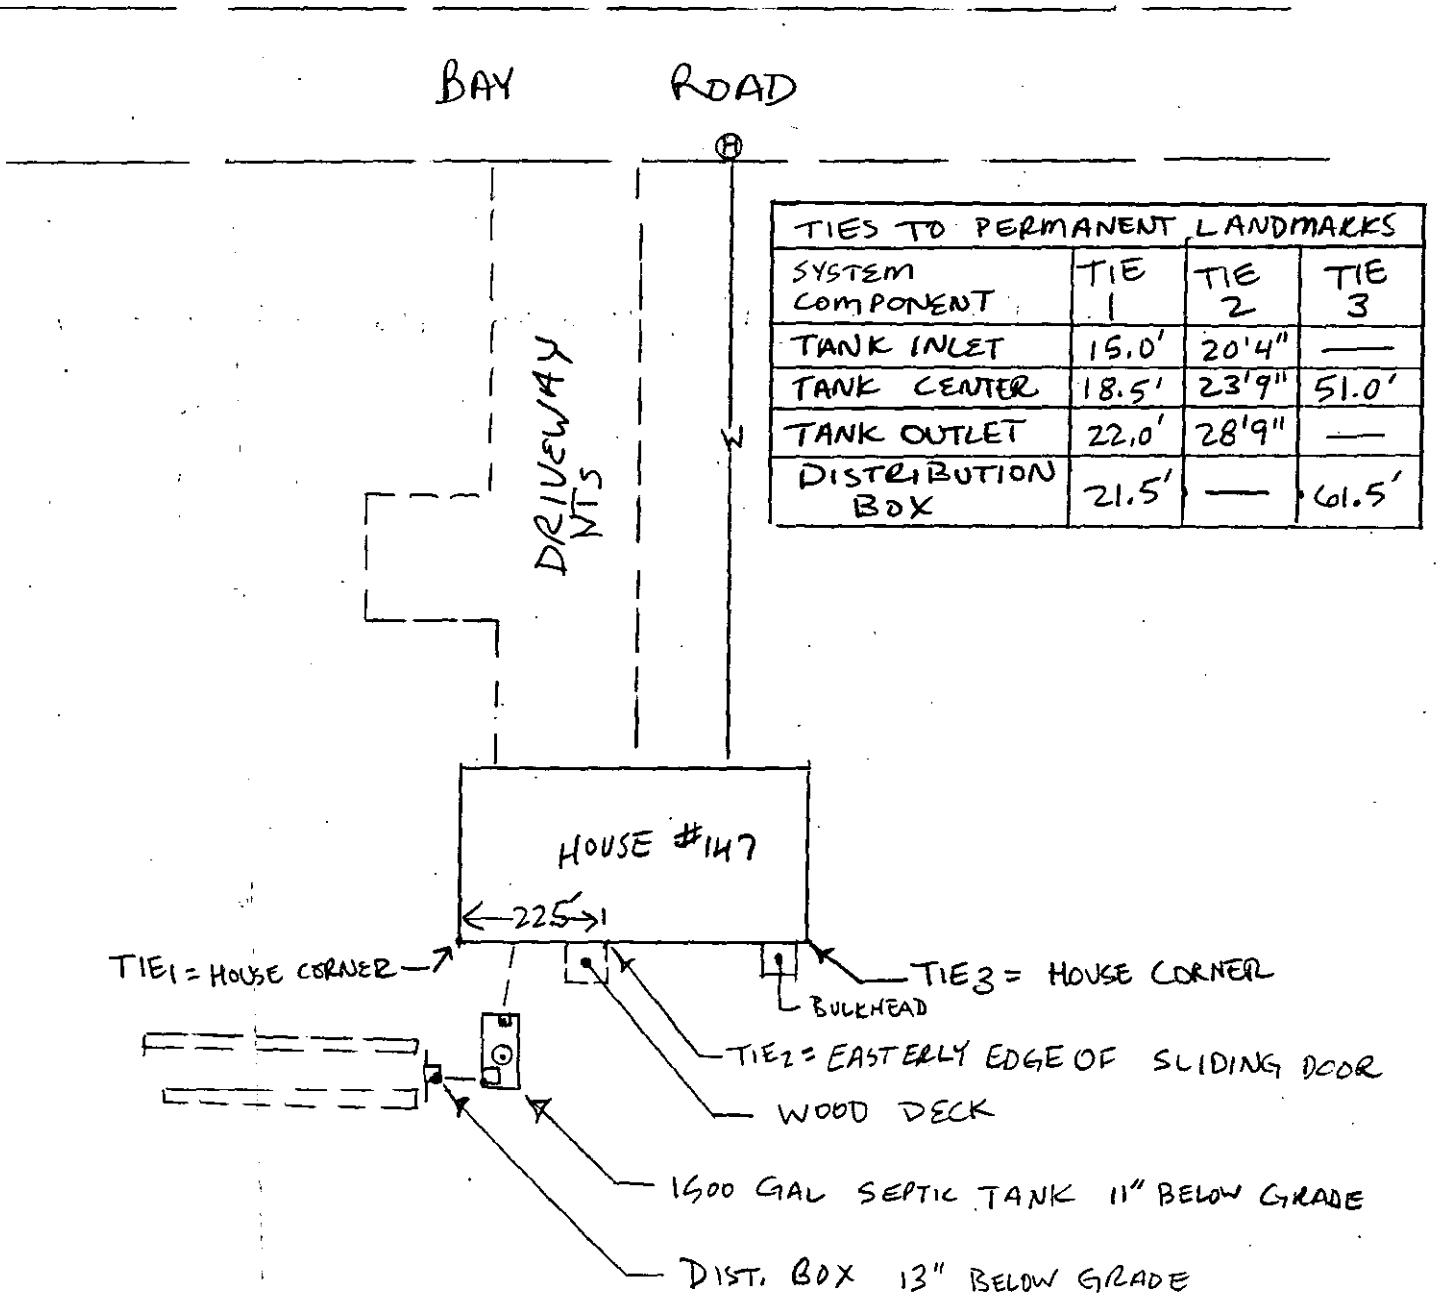 BAY ROAD
H
TIES TO PERMANENT LANDMARKS
SYSTEM COMPONENT TIE 1 TIE 2 TIE 3
TANK INLET 15.0' 20'4" —
TANK CENTER 18.5' 23'9" 51.0'
TANK OUTLET 22.0' 28'9" —
DISTRIBUTION BOX 21.5' — 61.5'
DRIVEWAY
NTS
W
HOUSE #147
22.5'
TIE1 = HOUSE CORNER
TIE3 = HOUSE CORNER
BULKHEAD
TIE2 = EASTERLY EDGE OF SLIDING DOOR
WOOD DECK
1500 GAL SEPTIC TANK 11" BELOW GRADE
DIST. BOX 13" BELOW GRADE